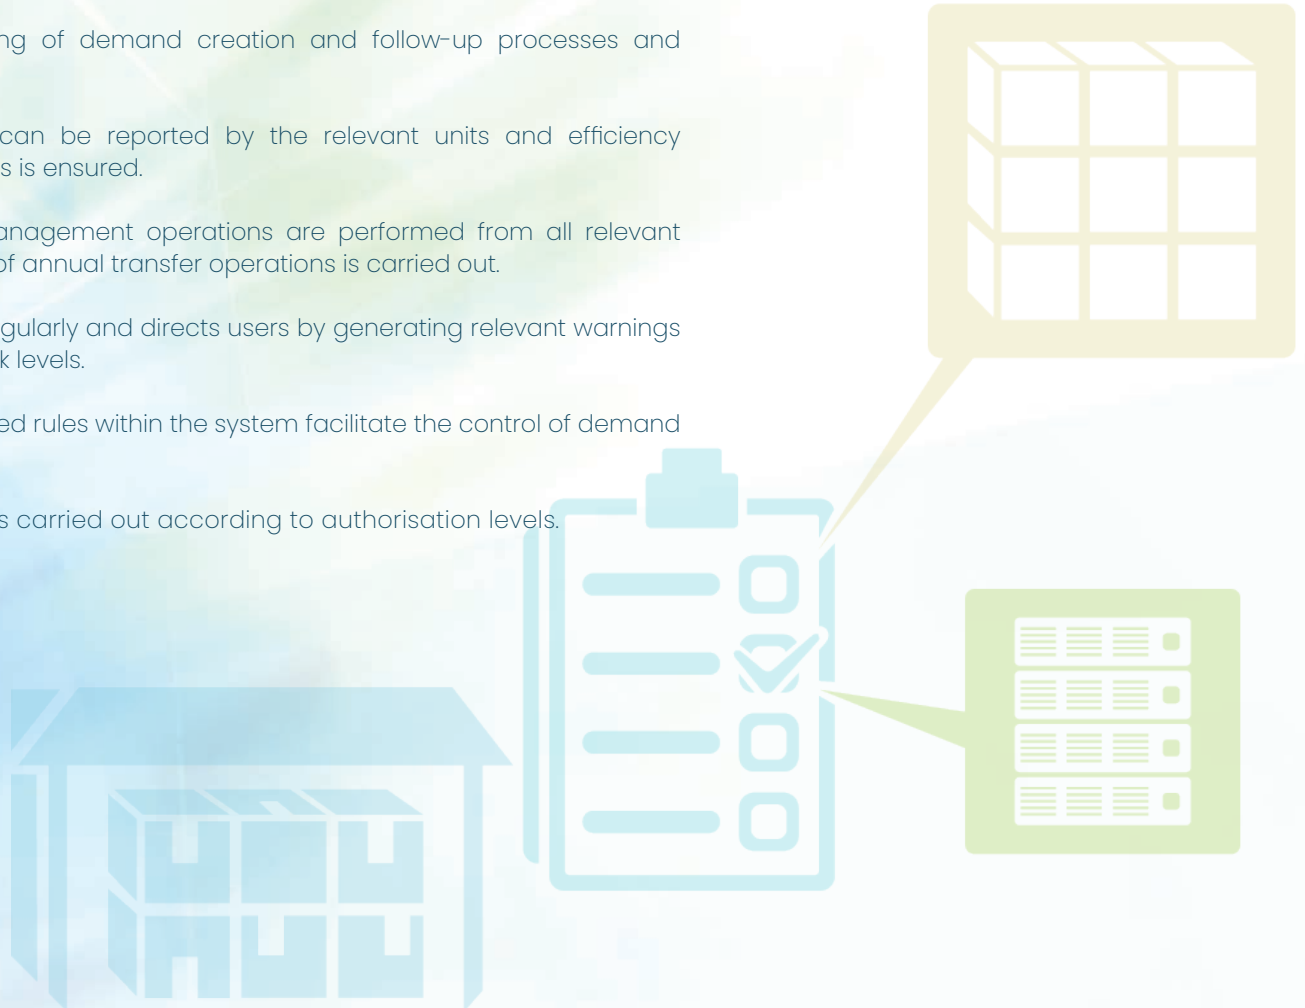 ng of demand creation and follow-up processes and
can be reported by the relevant units and efficiency
s is ensured.
anagement operations are performed from all relevant
of annual transfer operations is carried out.
gularly and directs users by generating relevant warnings
k levels.
ed rules within the system facilitate the control of demand
s carried out according to authorisation levels.